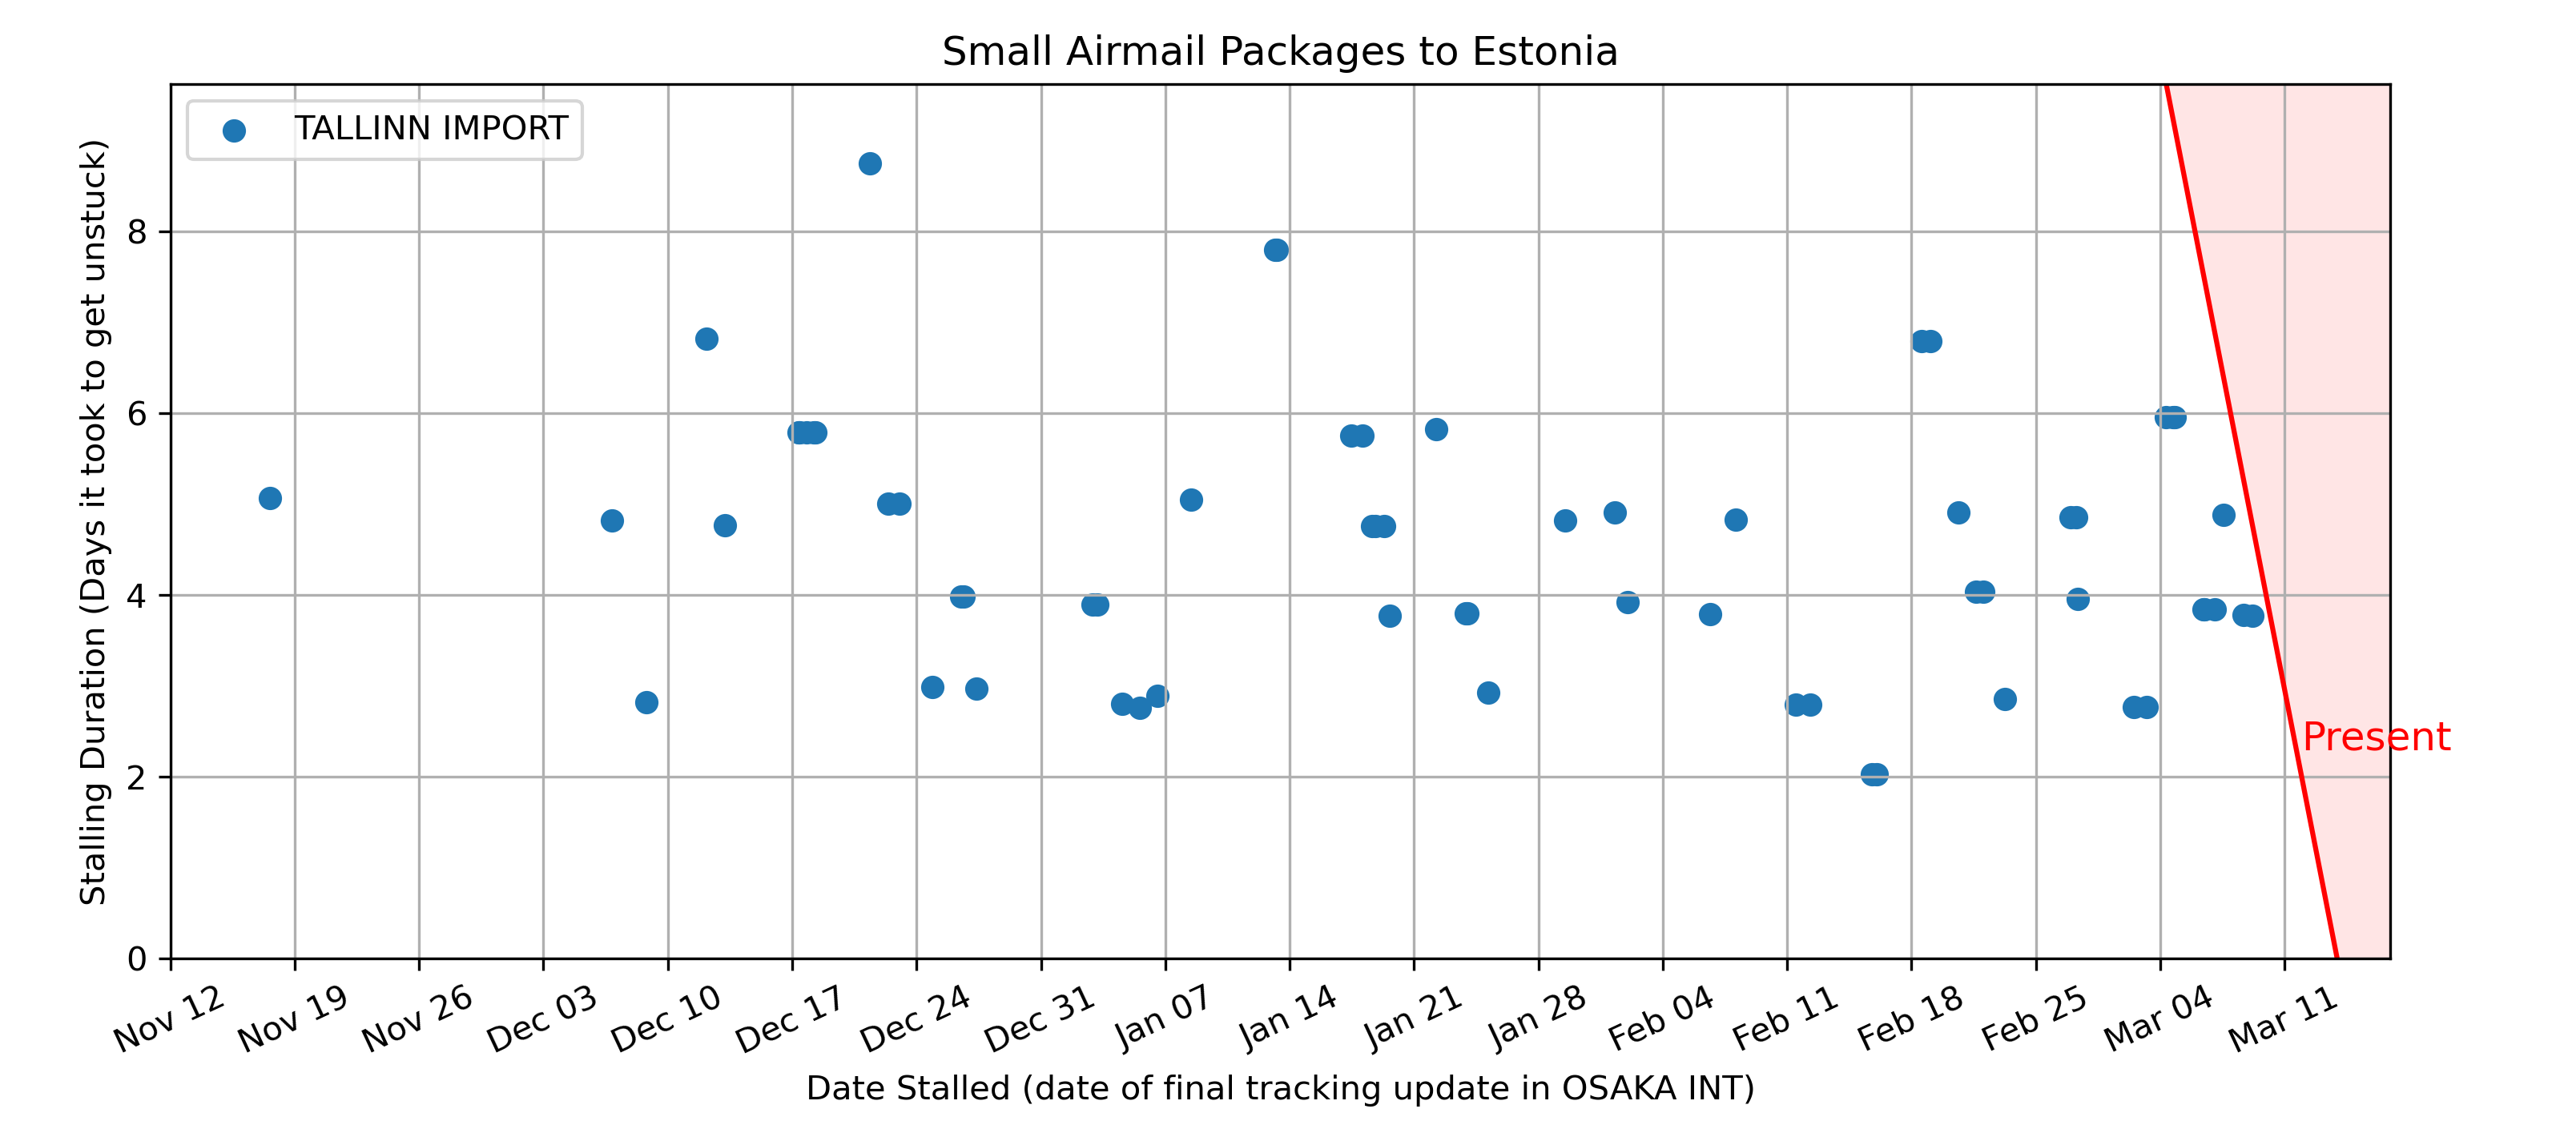 Small Airmail Packages to Estonia
TALLINN IMPORT
Stalling Duration (Days it took to get unstuck)
8
6
4
2
0
Present
Nov 12
Nov 19
Nov 26
Dec 03
Dec 10
Dec 17
Dec 24
Dec 31
Jan 07
Jan 14
Jan 21
Jan 28
Feb 04
Feb 11
Feb 18
Feb 25
Mar 04
Mar 11
Date Stalled (date of final tracking update in OSAKA INT)